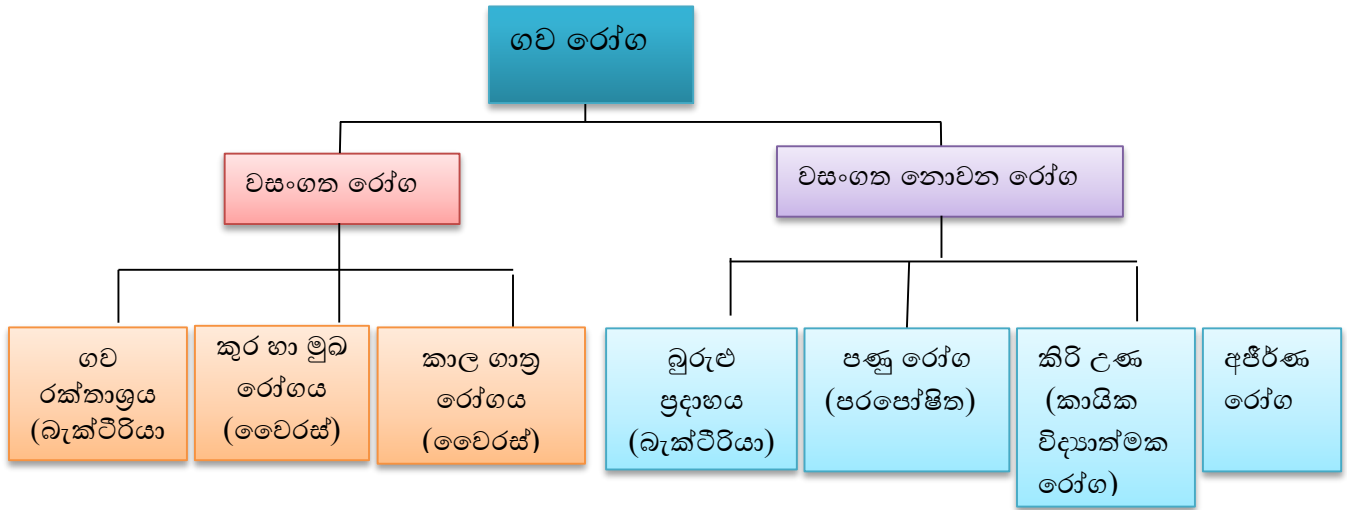 ගව රෝග
වසංගත රෝග
වසංගත නොවන රෝග
ගව
රක්තාශ්‍රය
(බැක්ටීරියා
කුර හා මුඛ
රෝගය
(වෛරස්)
කාල ගාත්‍ර
රෝගය
(වෛරස්)
බුරුළු
ප්‍රදාහය
(බැක්ටීරියා)
පණු රෝග
(පරපෝෂිත)
කිරි උණ
(කායික
විද්‍යාත්මක
රෝග)
අජීර්ණ
රෝග